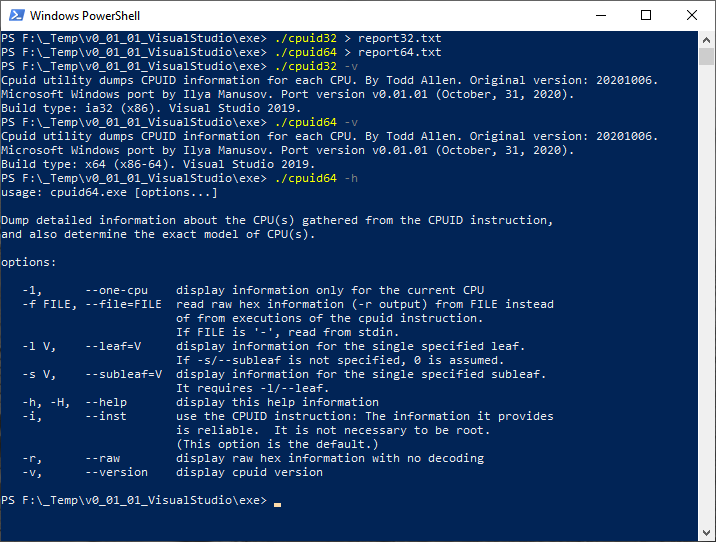 Windows PowerShell
PS F:\_Temp\v0_01_01_VisualStudio\exe> ./cpuid32 > report32.txt
PS F:\_Temp\v0_01_01_VisualStudio\exe> ./cpuid64 > report64.txt
PS F:\_Temp\v0_01_01_VisualStudio\exe> ./cpuid32 -v
Cpuid utility dumps CPUID information for each CPU. By Todd Allen. Original version: 20201006.
Microsoft Windows port by Ilya Manusov. Port version v0.01.01 (October, 31, 2020).
Build type: ia32 (x86). Visual Studio 2019.
PS F:\_Temp\v0_01_01_VisualStudio\exe> ./cpuid64 -v
Cpuid utility dumps CPUID information for each CPU. By Todd Allen. Original version: 20201006.
Microsoft Windows port by Ilya Manusov. Port version v0.01.01 (October, 31, 2020).
Build type: x64 (x86-64). Visual Studio 2019.
PS F:\_Temp\v0_01_01_VisualStudio\exe> ./cpuid64 -h
usage: cpuid64.exe [options...]

Dump detailed information about the CPU(s) gathered from the CPUID instruction,
and also determine the exact model of CPU(s).

options:

   -1,      --one-cpu    display information only for the current CPU
   -f FILE, --file=FILE  read raw hex information (-r output) from FILE instead
                         of from executions of the cpuid instruction.
                         If FILE is '-', read from stdin.
   -l V,    --leaf=V     display information for the single specified leaf.
                         If -s/--subleaf is not specified, 0 is assumed.
   -s V,    --subleaf=V  display information for the single specified subleaf.
                         It requires -l/--leaf.
   -h, -H,  --help       display this help information
   -i,      --inst       use the CPUID instruction: The information it provides
                         is reliable.  It is not necessary to be root.
                         (This option is the default.)
   -r,      --raw        display raw hex information with no decoding
   -v,      --version    display cpuid version

PS F:\_Temp\v0_01_01_VisualStudio\exe>